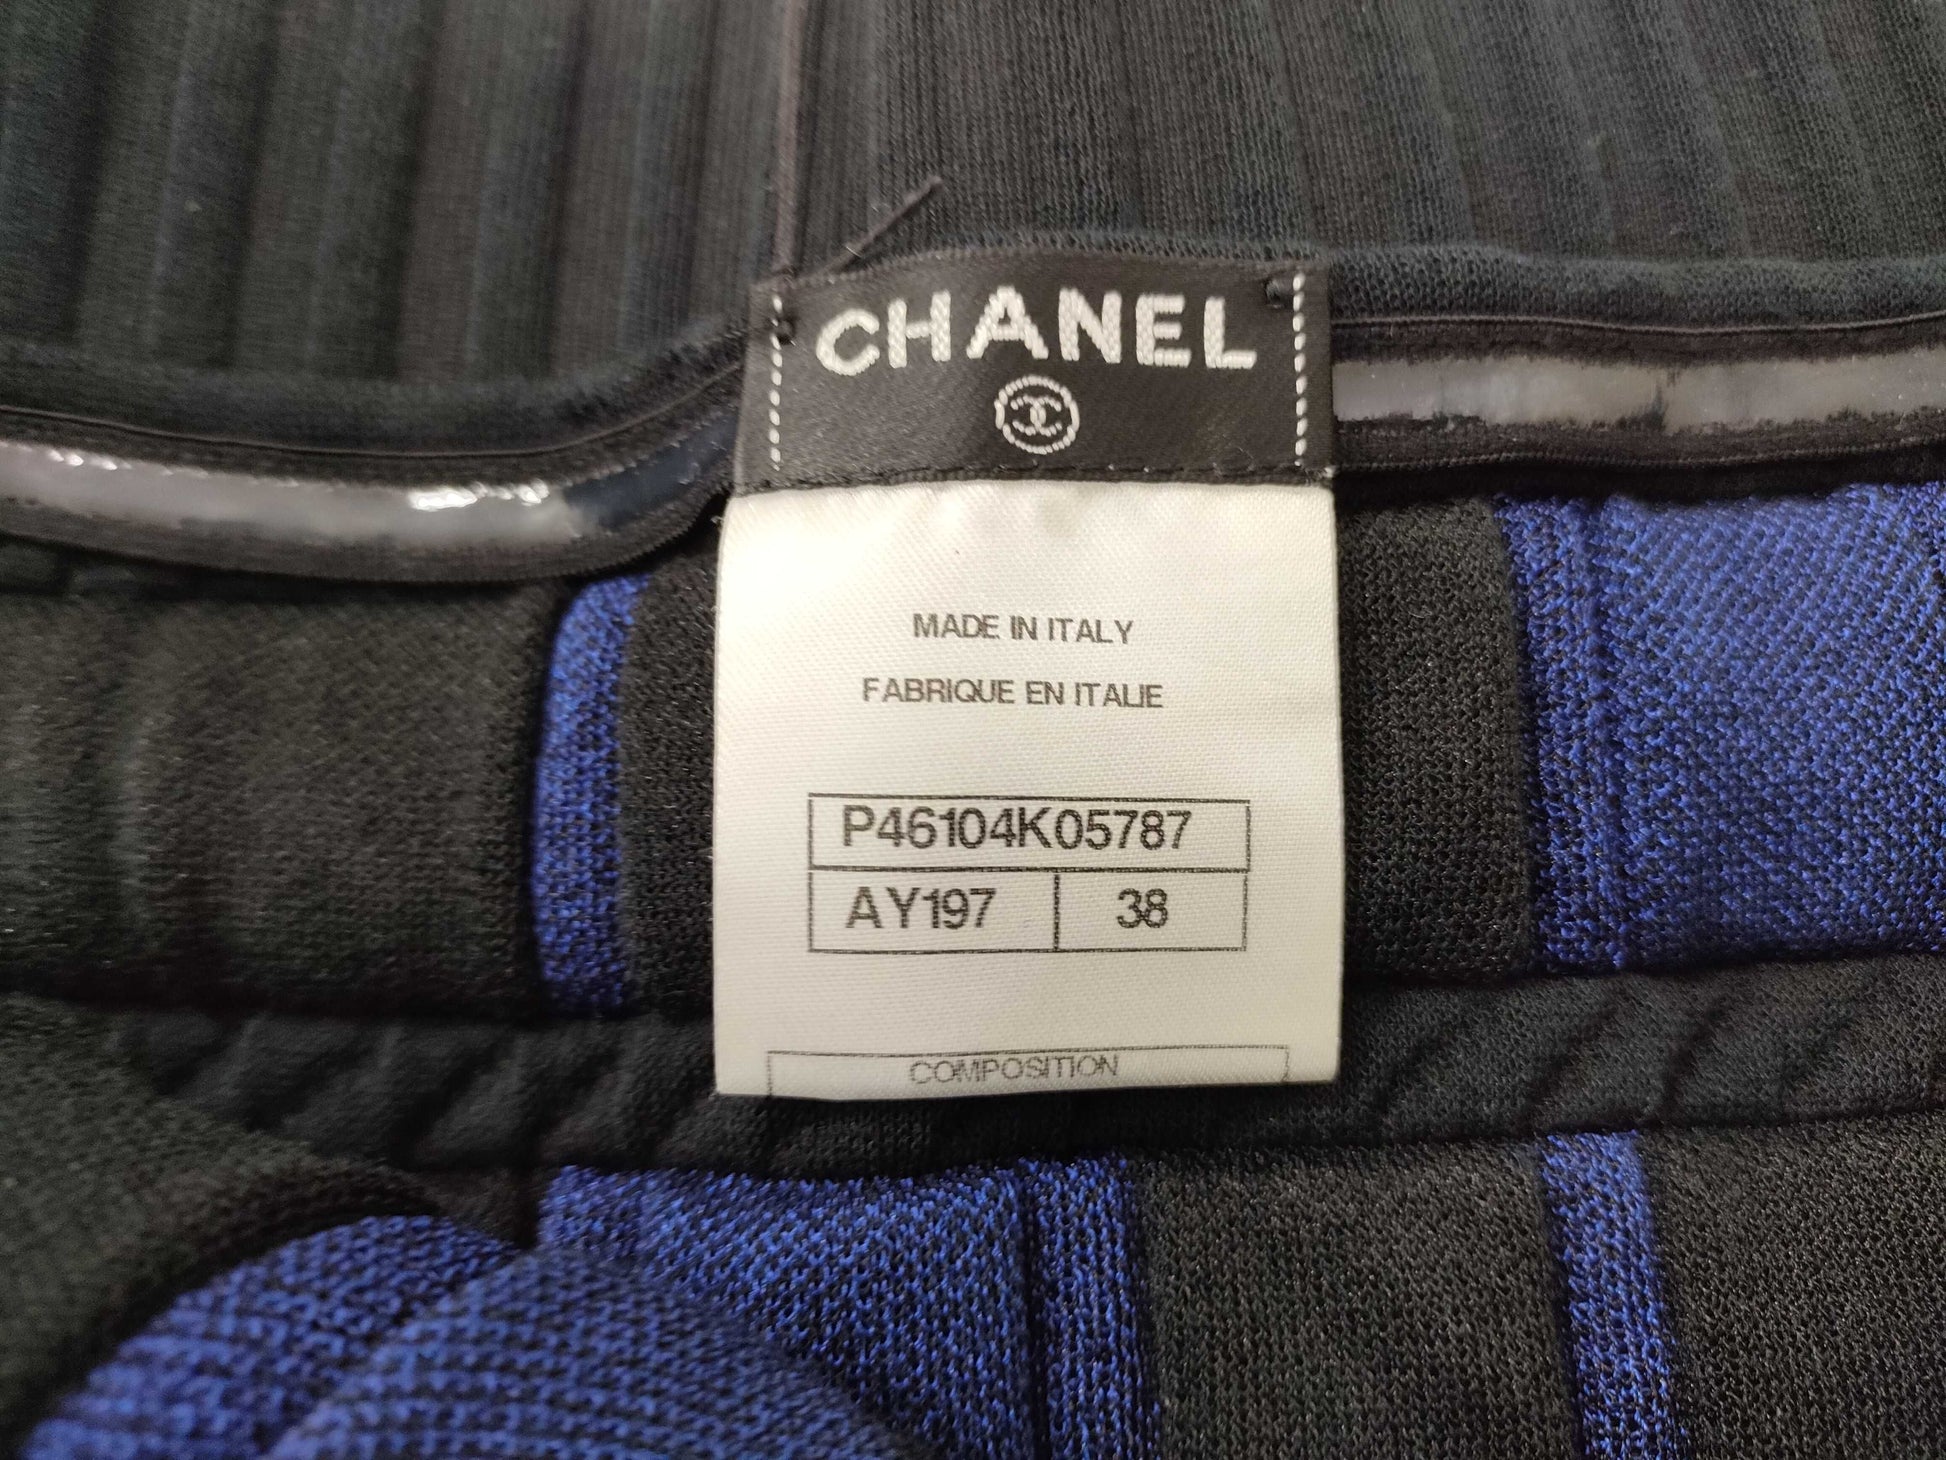 CHANEL
MADE IN ITALY
FABRIQUE EN ITALIE
P46104K05787
AY197 38
COMPOSITION